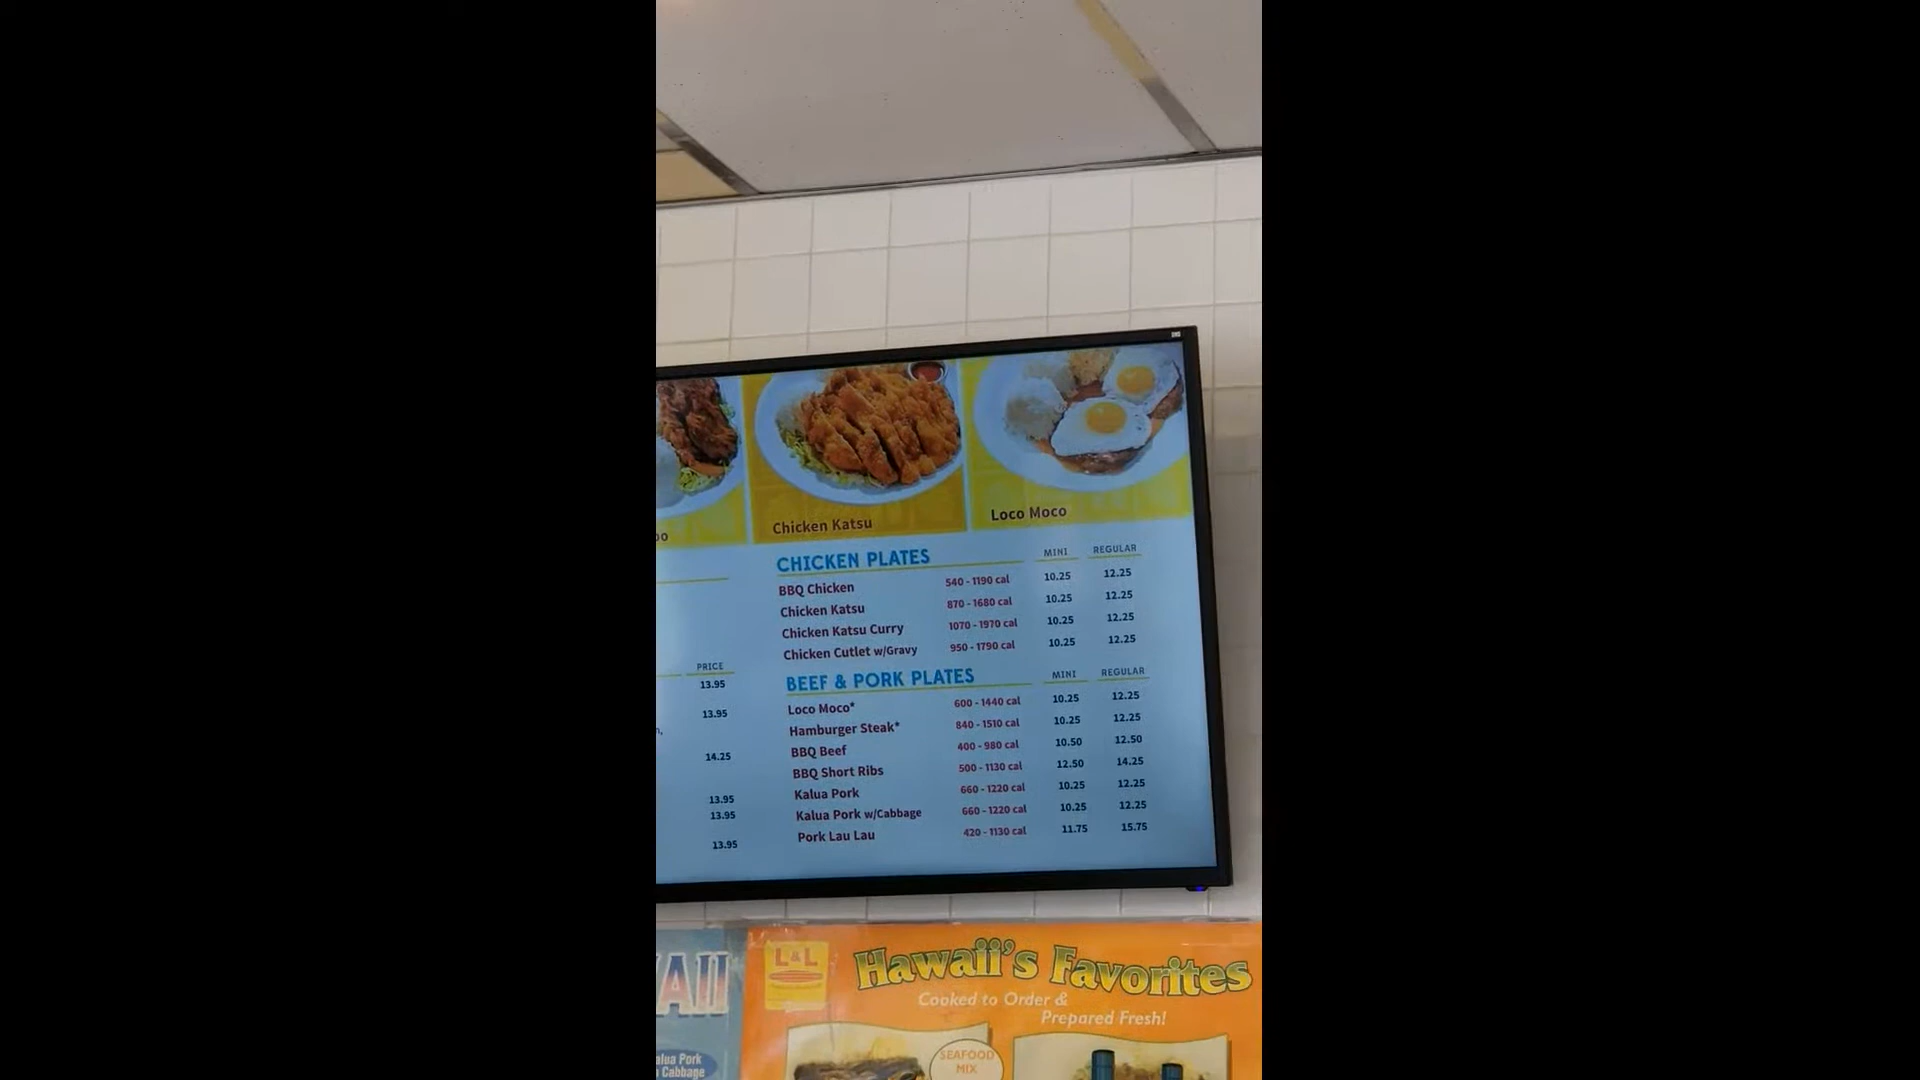 Chicken Katsu
Loco Moco
CHICKEN PLATES MINI REGULAR
BBQ Chicken 540 - 1190 cal 10.25 12.25
Chicken Katsu 870 - 1680 cal 10.25 12.25
Chicken Katsu Curry 1070 - 1970 cal 10.25 12.25
Chicken Cutlet w/Gravy 950 - 1790 cal 10.25 12.25
BEEF & PORK PLATES MINI REGULAR
Loco Moco* 600 - 1440 cal 10.25 12.25
Hamburger Steak* 840 - 1510 cal 10.25 12.25
BBQ Beef 400 - 980 cal 10.50 12.50
BBQ Short Ribs 500 - 1130 cal 12.50 14.25
Kalua Pork 660 - 1220 cal 10.25 12.25
Kalua Pork w/Cabbage 660 - 1220 cal 10.25 12.25
Pork Lau Lau 420 - 1130 cal 11.75 15.75
PRICE
13.95
13.95
14.25
13.95
13.95
13.95
L&L
Hawaii's Favorites
Cooked to Order &
Prepared Fresh!
SEAFOOD
MIX
Pork
Cabbage